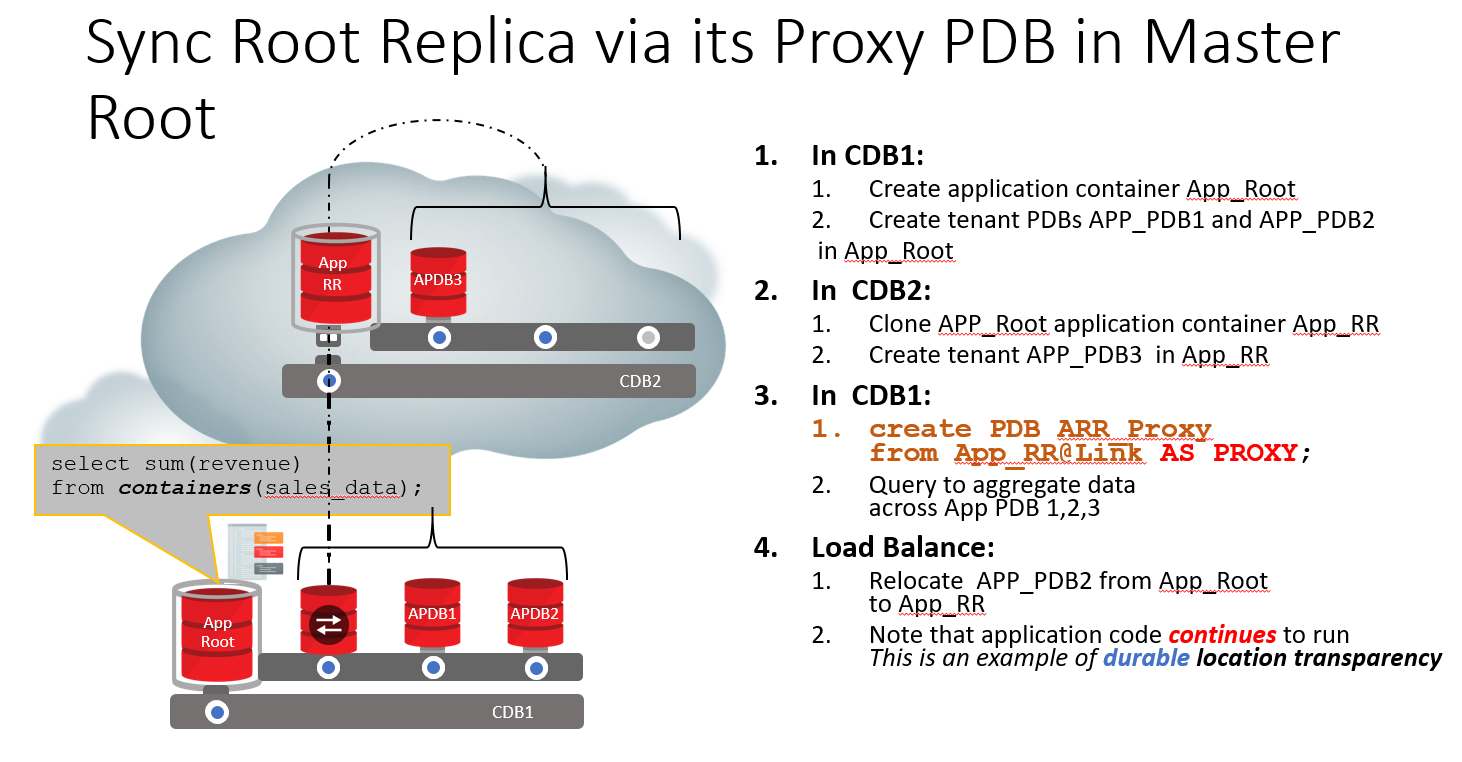 Sync Root Replica via its Proxy PDB in Master
Root
App
RR
APDB3
CDB2
select sum(revenue)
from containers(sales_data);
App
Root
APDB1
APDB2
CDB1
1. In CDB1:
1. Create application container App_Root
2. Create tenant PDBs APP_PDB1 and APP_PDB2
in App_Root
2. In CDB2:
1. Clone APP_Root application container App_RR
2. Create tenant APP_PDB3 in App_RR
3. In CDB1:
1. create PDB ARR_Proxy
from App_RR@Link AS PROXY;
2. Query to aggregate data
across App PDB 1,2,3
4. Load Balance:
1. Relocate APP_PDB2 from App_Root
to App_RR
2. Note that application code continues to run
This is an example of durable location transparency